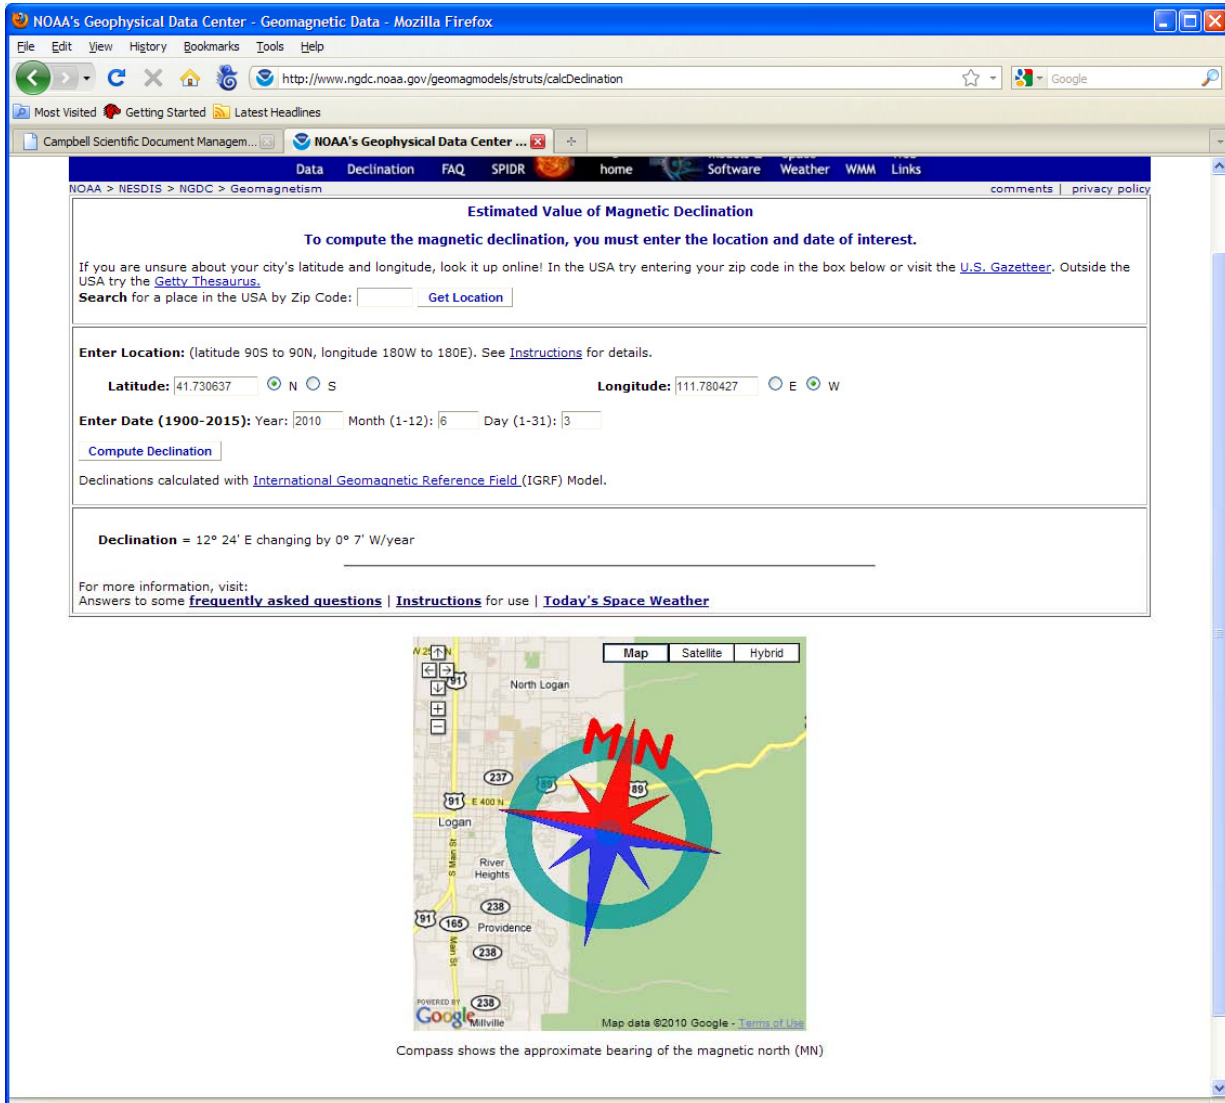 NOAA's Geophysical Data Center - Geomagnetic Data - Mozilla Firefox
File Edit View History Bookmarks Tools Help
http://www.ngdc.noaa.gov/geomagmodels/struts/calcDeclination
Google
Most Visited Getting Started Latest Headlines
Campbell Scientific Document Managem... NOAA's Geophysical Data Center ...
Data Declination FAQ SPIDR home Software Weather WMM Links
NOAA > NESDIS > NGDC > Geomagnetism comments | privacy policy
Estimated Value of Magnetic Declination
To compute the magnetic declination, you must enter the location and date of interest.
If you are unsure about your city's latitude and longitude, look it up online! In the USA try entering your zip code in the box below or visit the U.S. Gazetteer. Outside the
USA try the Getty Thesaurus.
Search for a place in the USA by Zip Code: Get Location
Enter Location: (latitude 90S to 90N, longitude 180W to 180E). See Instructions for details.
Latitude: 41.730637 N S Longitude: 111.780427 E W
Enter Date (1900-2015): Year: 2010 Month (1-12): 6 Day (1-31): 3
Compute Declination
Declinations calculated with International Geomagnetic Reference Field (IGRF) Model.
Declination = 12° 24' E changing by 0° 7' W/year
For more information, visit:
Answers to some frequently asked questions | Instructions for use | Today's Space Weather
Map Satellite Hybrid
91
North Logan
MN
237
89
89
91 E 400 N
Logan
S Main St
River
Heights
238
91 165 Providence
Main St
238
POWERED BY
Google
238
Millville
Map data ©2010 Google - Terms of Use
Compass shows the approximate bearing of the magnetic north (MN)